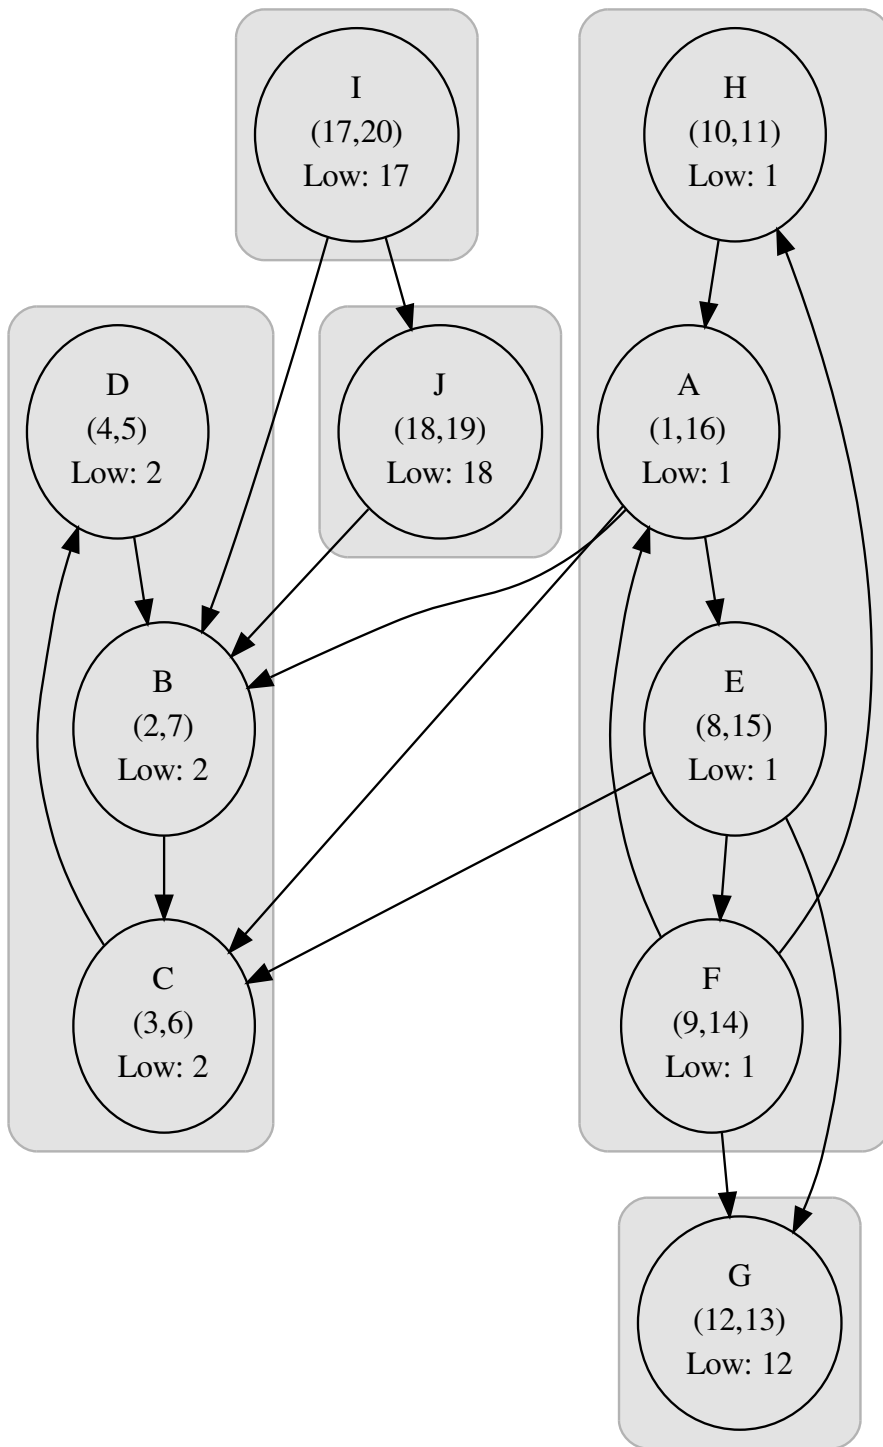 I
(17,20)
Low: 17
H
(10,11)
Low: 1
D
(4,5)
Low: 2
J
(18,19)
Low: 18
A
(1,16)
Low: 1
B
(2,7)
Low: 2
E
(8,15)
Low: 1
C
(3,6)
Low: 2
F
(9,14)
Low: 1
G
(12,13)
Low: 12